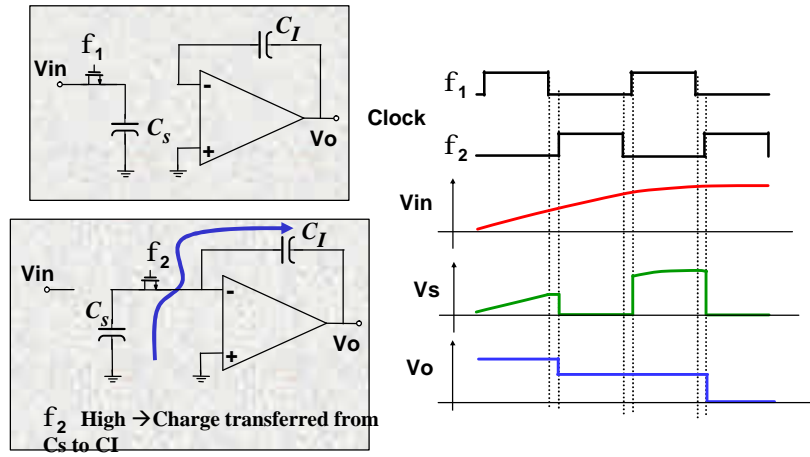 f1
CI
Vin
-
Cs
+
Vo
Clock
f1
f2
Vin
Vs
Vo
f2
CI
Vin
-
Cs
+
Vo
f2 High →Charge transferred from
Cs to CI